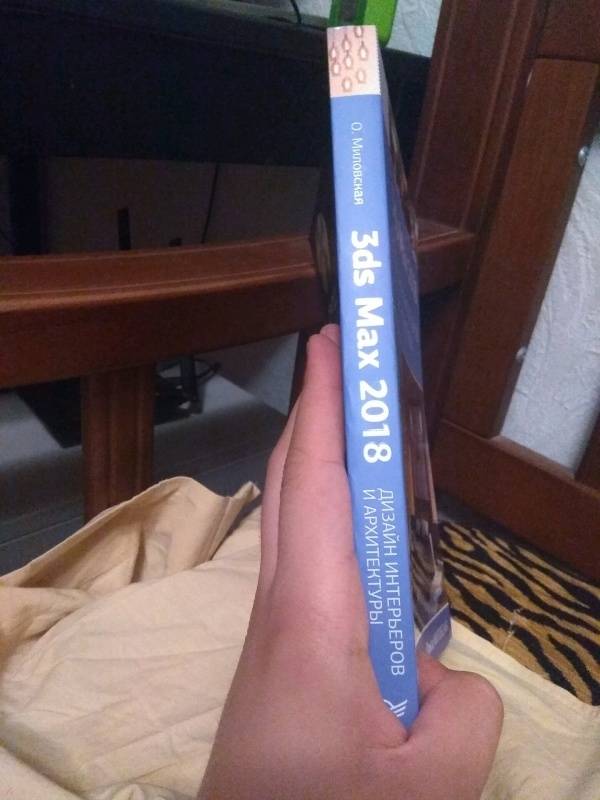 О. Миловская
3ds Max 2018
ДИЗАЙН ИНТЕРЬЕРОВ
И АРХИТЕКТУРЫ